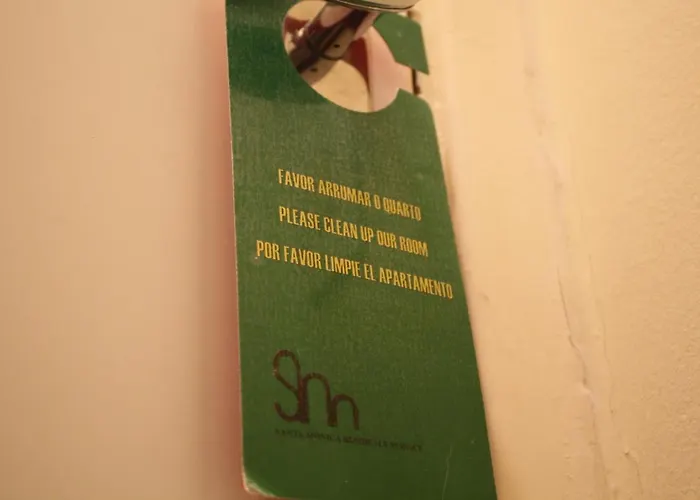 FAVOR ARRUMAR O QUARTO
PLEASE CLEAN UP OUR ROOM
POR FAVOR LIMPIE EL APARTAMENTO